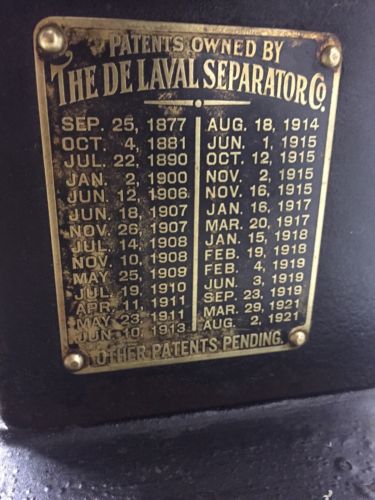 PATENTS OWNED BY
THE DE LAVAL SEPARATOR CO.
SEP. 25, 1877
OCT. 4, 1881
JUL. 22, 1890
JAN. 2, 1900
JUN. 12, 1906
JUN. 18, 1907
NOV. 26, 1907
JUL. 14, 1908
NOV. 10, 1908
MAY 25, 1909
JUL. 19, 1910
APR. 11, 1911
MAY 23, 1911
JUN. 10, 1913
AUG. 18, 1914
JUN. 1, 1915
OCT. 12, 1915
NOV. 2, 1915
NOV. 16, 1915
JAN. 16, 1917
MAR. 20, 1917
JAN. 15, 1918
FEB. 19, 1918
FEB. 4, 1919
JUN. 3, 1919
SEP. 23, 1919
MAR. 29, 1921
AUG. 2, 1921
OTHER PATENTS PENDING.